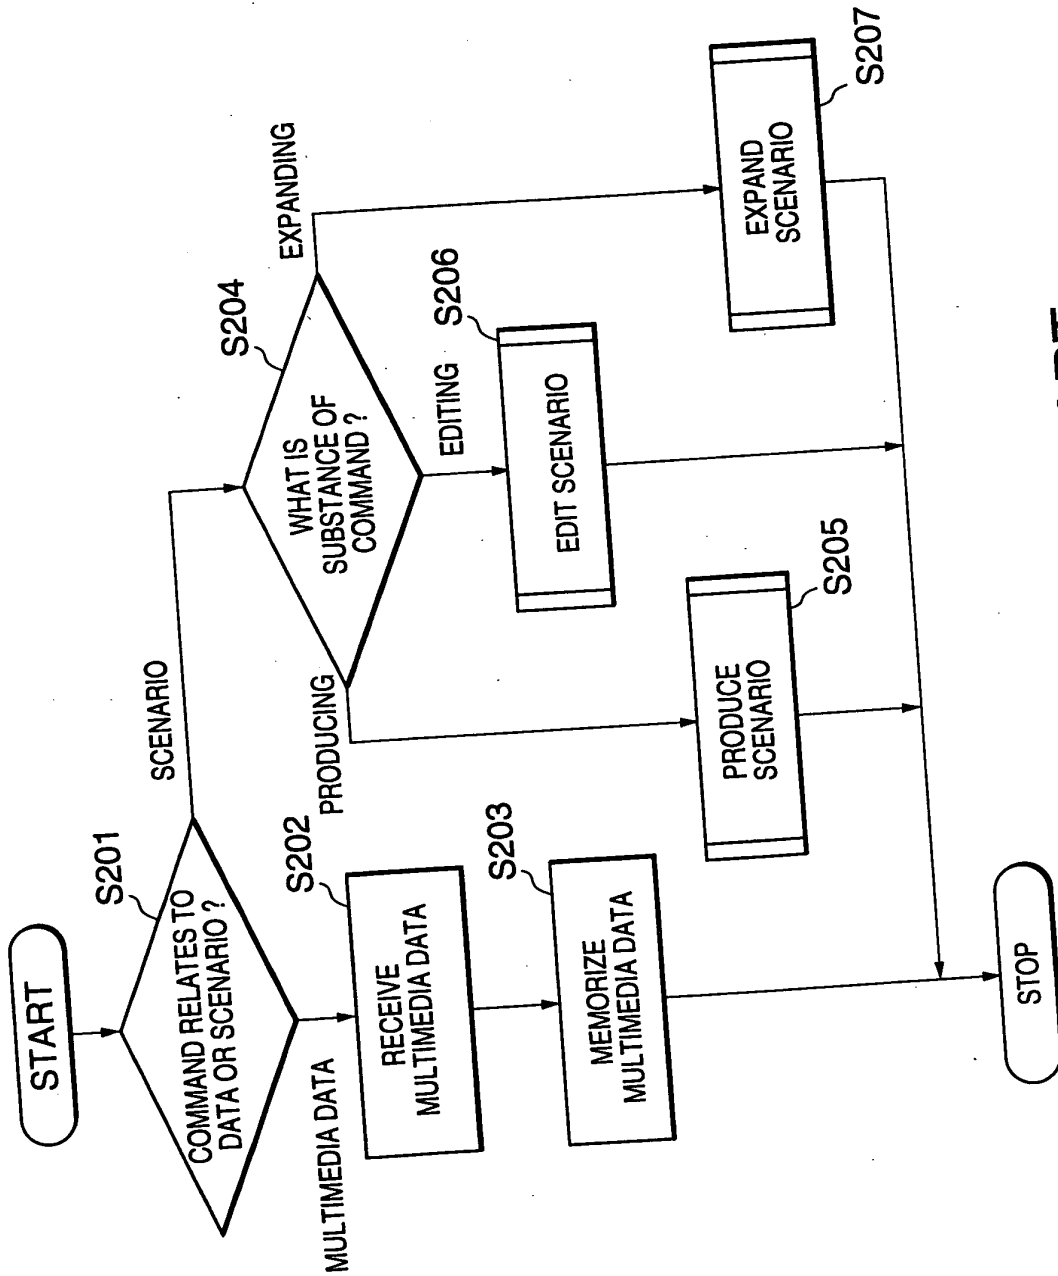 START
S201
COMMAND RELATES TO
DATA OR SCENARIO ?
SCENARIO
MULTIMEDIA DATA
S202
RECEIVE
MULTIMEDIA DATA
S203
MEMORIZE
MULTIMEDIA DATA
S204
WHAT IS
SUBSTANCE OF
COMMAND ?
PRODUCING
EDITING
EXPANDING
S205
PRODUCE
SCENARIO
S206
EDIT SCENARIO
S207
EXPAND
SCENARIO
STOP